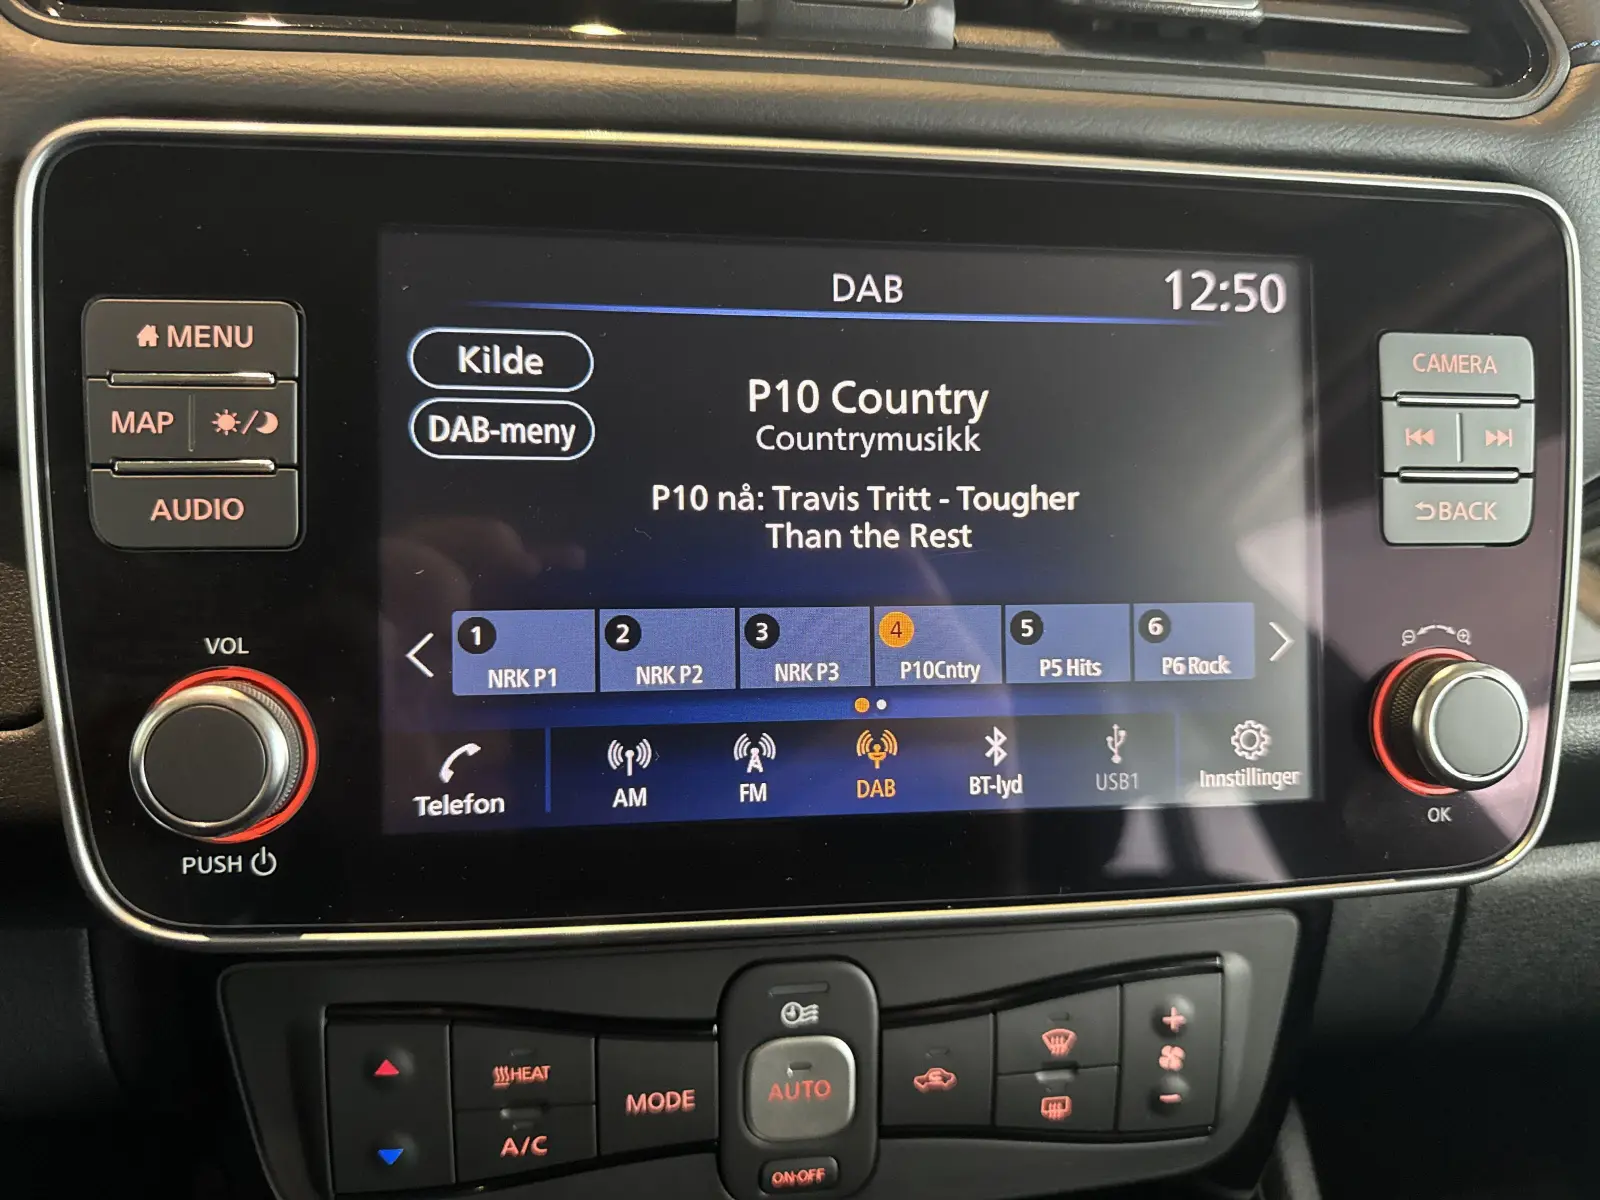 DAB
12:50
MENU
MAP
AUDIO
Kilde
DAB-meny
P10 Country
Countrymusikk
P10 nå: Travis Tritt - Tougher
Than the Rest
CAMERA
BACK
1
NRK P1
2
NRK P2
3
NRK P3
4
P10Cntry
5
P5 Hits
6
P6 Rock
VOL
PUSH
Telefon
AM
FM
DAB
BT-lyd
USB1
Innstillinger
OK
HEAT
A/C
MODE
AUTO
ON·OFF